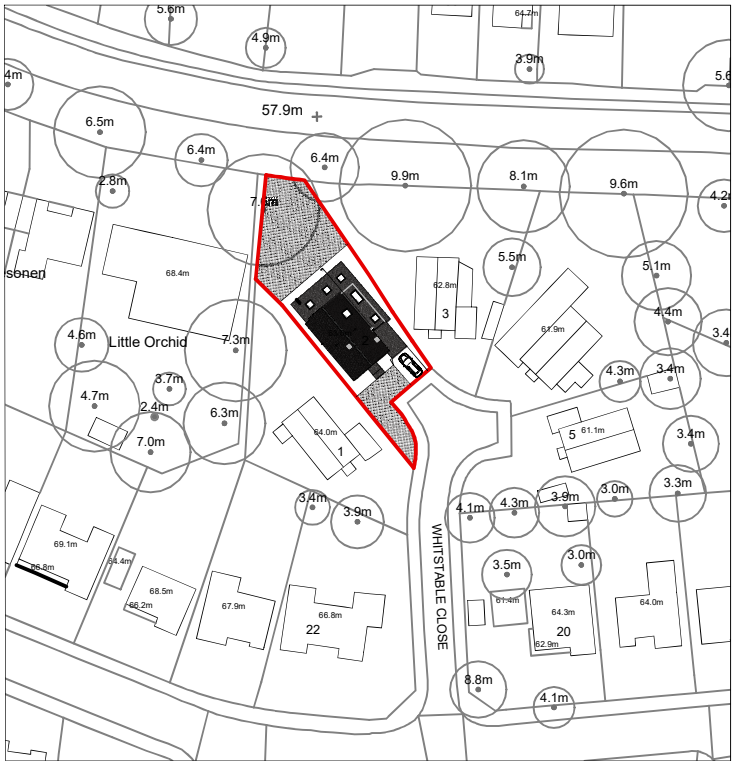 5.6m
64.7m
4.9m
3.9m
4m
5.6
57.9m
6.5m
6.4m
6.4m
9.9m
8.1m
9.6m
2.8m
4.2
sonen
68.4m
5.5m
5.1m
62.8m
3
4.4m
61.9m
4.6m
Little Orchid
7.3m
2
3.4
4.7m
3.7m
4.3m
3.4m
2.4m
6.3m
7.0m
64.0m
1
5
61.1m
3.4m
3.4m
3.9m
4.1m
4.3m
3.9m
3.0m
3.3m
69.1m
66.8m
64.4m
68.5m
66.2m
67.9m
66.8m
22
WHITSTABLE CLOSE
3.5m
3.0m
61.4m
64.3m
20
62.9m
64.0m
8.8m
4.1m